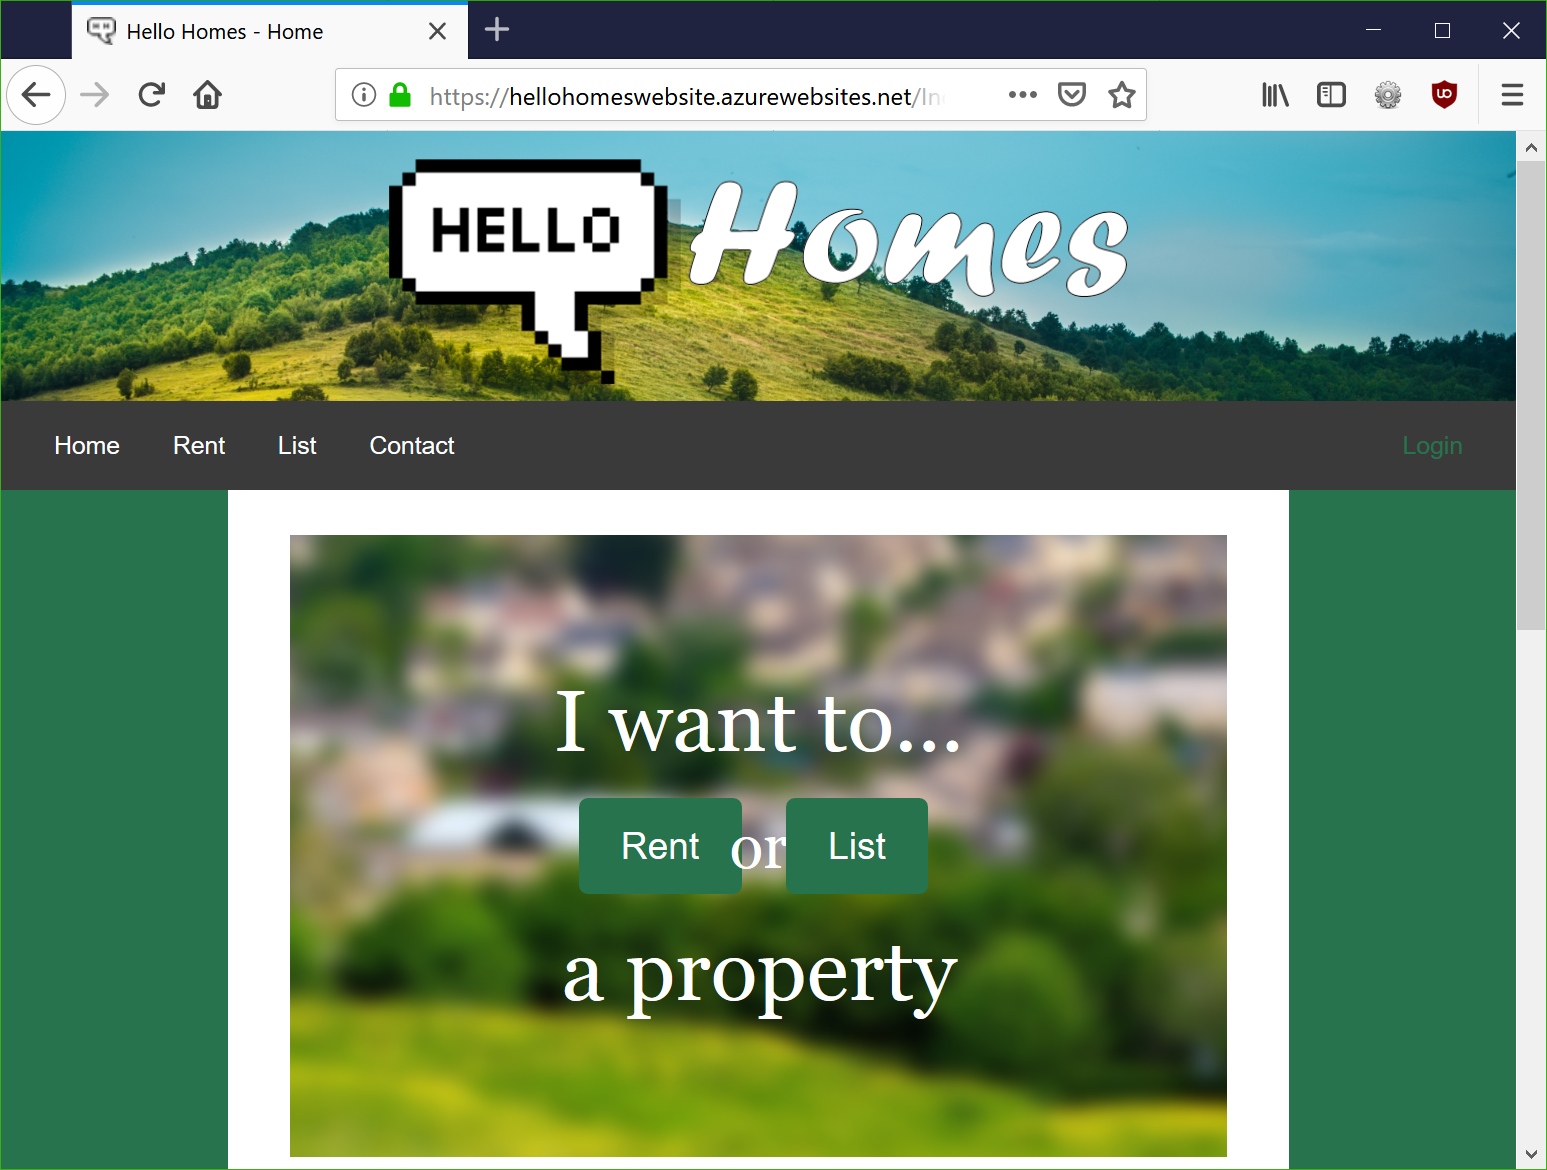 Hello Homes - Home
https://hellohomeswebsite.azurewebsites.net/In
HELLO Homes
Home Rent List Contact Login
I want to...
Rent or List
a property